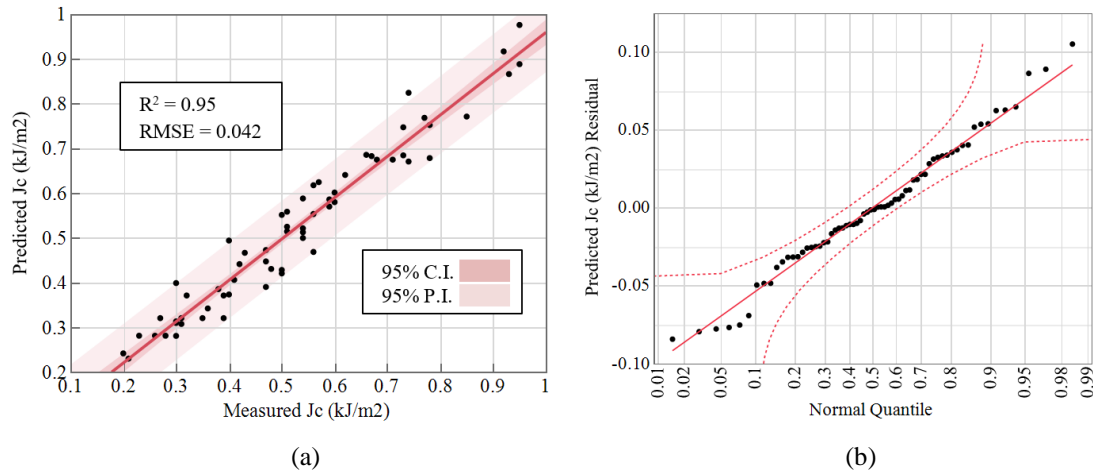 1
0.9
0.8
0.7
0.6
0.5
0.4
0.3
0.2
Predicted Jc (kJ/m2)
R² = 0.95
RMSE = 0.042
95% C.I.
95% P.I.
0.1 0.2 0.3 0.4 0.5 0.6 0.7 0.8 0.9 1
Measured Jc (kJ/m2)
(a)
0.10
0.05
0.00
-0.05
-0.10
Predicted Jc (kJ/m2) Residual
0.01 0.02 0.05 0.1 0.2 0.3 0.4 0.5 0.6 0.7 0.8 0.9 0.95 0.98 0.99
Normal Quantile
(b)